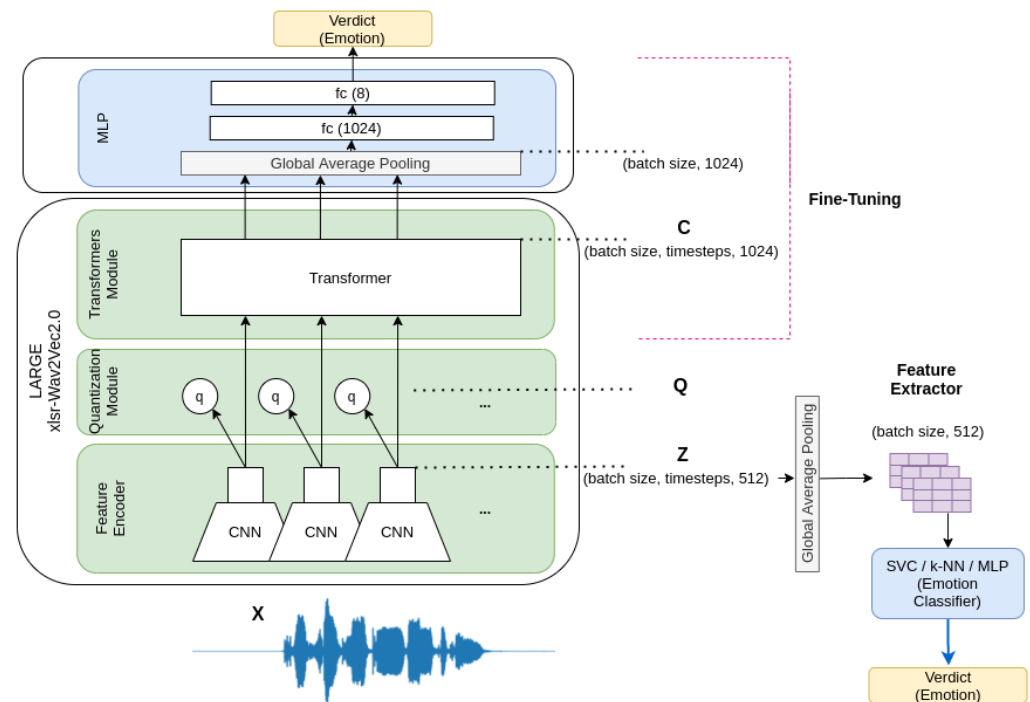 Verdict
(Emotion)
MLP
fc (8)
fc (1024)
Global Average Pooling
(batch size, 1024)
Fine-Tuning
LARGE
xlsr-Wav2Vec2.0
Transformers
Module
Transformer
C
(batch size, timesteps, 1024)
Quantization
Module
q
q
q
...
Q
Feature
Encoder
CNN
CNN
CNN
...
Z
(batch size, timesteps, 512)
Global Average Pooling
Feature
Extractor
(batch size, 512)
SVC / k-NN / MLP
(Emotion
Classifier)
Verdict
(Emotion)
X